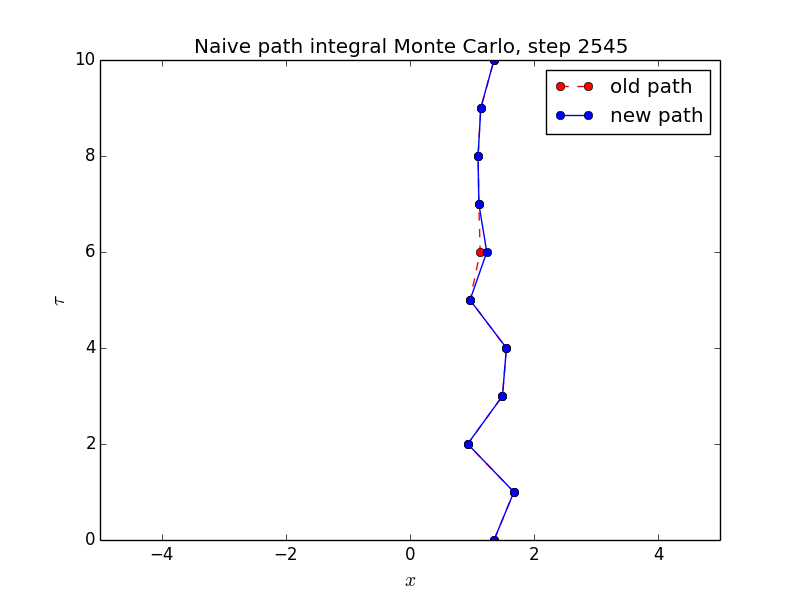 Naive path integral Monte Carlo, step 2545
10
old path
new path
8
6
τ
4
2
0
−4 −2 0 2 4
x